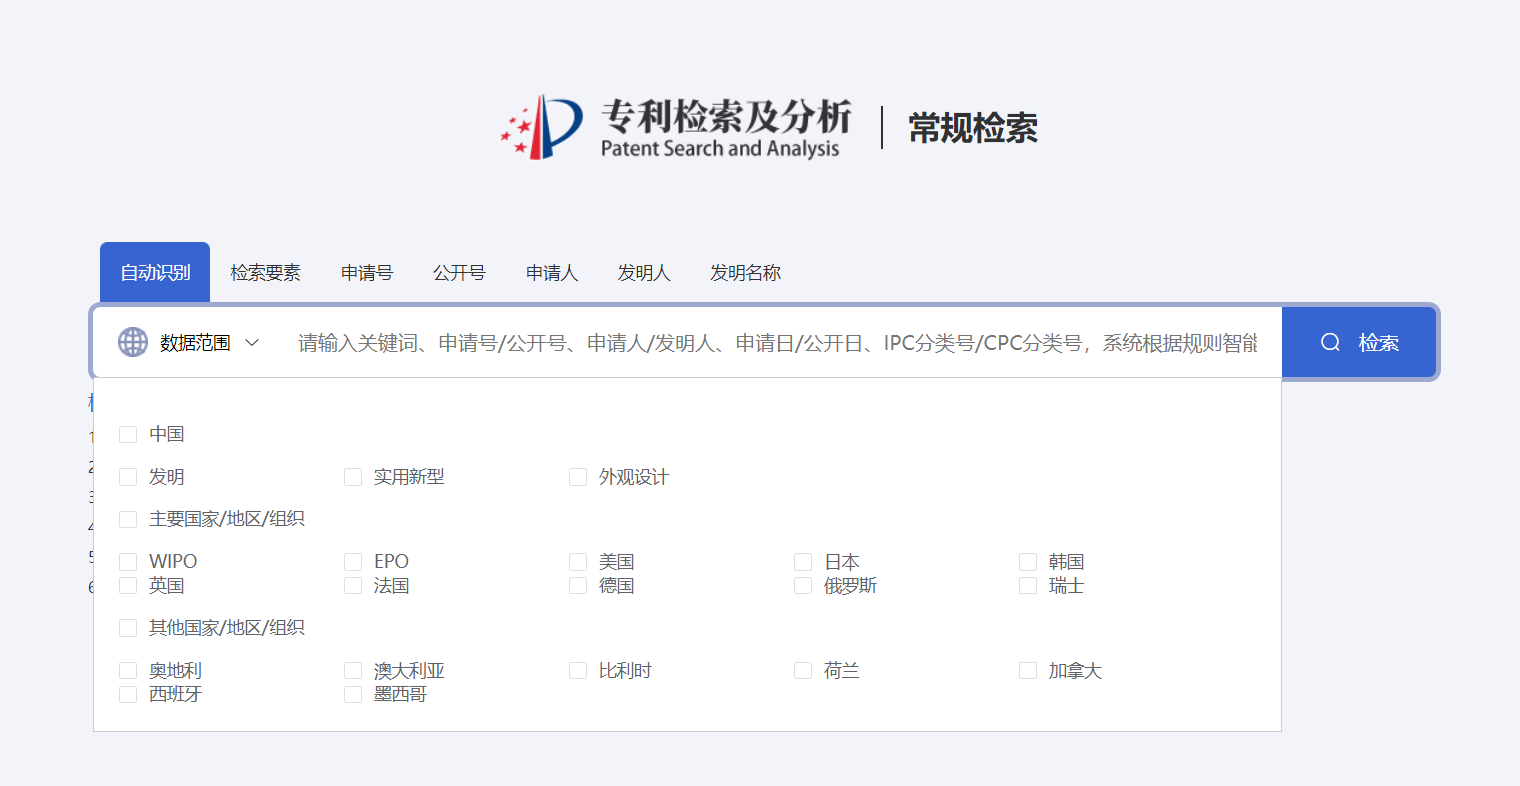 专利检索及分析
Patent Search and Analysis
常规检索
自动识别 检索要素 申请号 公开号 申请人 发明人 发明名称
数据范围 请输入关键词、申请号/公开号、申请人/发明人、申请日/公开日、IPC分类号/CPC分类号，系统根据规则智能 检索
中国
发明 实用新型 外观设计
主要国家/地区/组织
WIPO EPO 美国 日本 韩国
英国 法国 德国 俄罗斯 瑞士
其他国家/地区/组织
奥地利 澳大利亚 比利时 荷兰 加拿大
西班牙 墨西哥